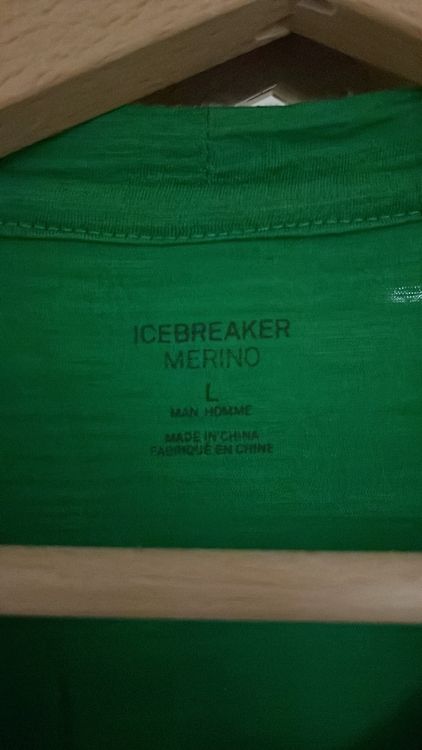 ICEBREAKER
MERINO
L
MAN HOMME
MADE IN CHINA
FABRIQUÉ EN CHINE